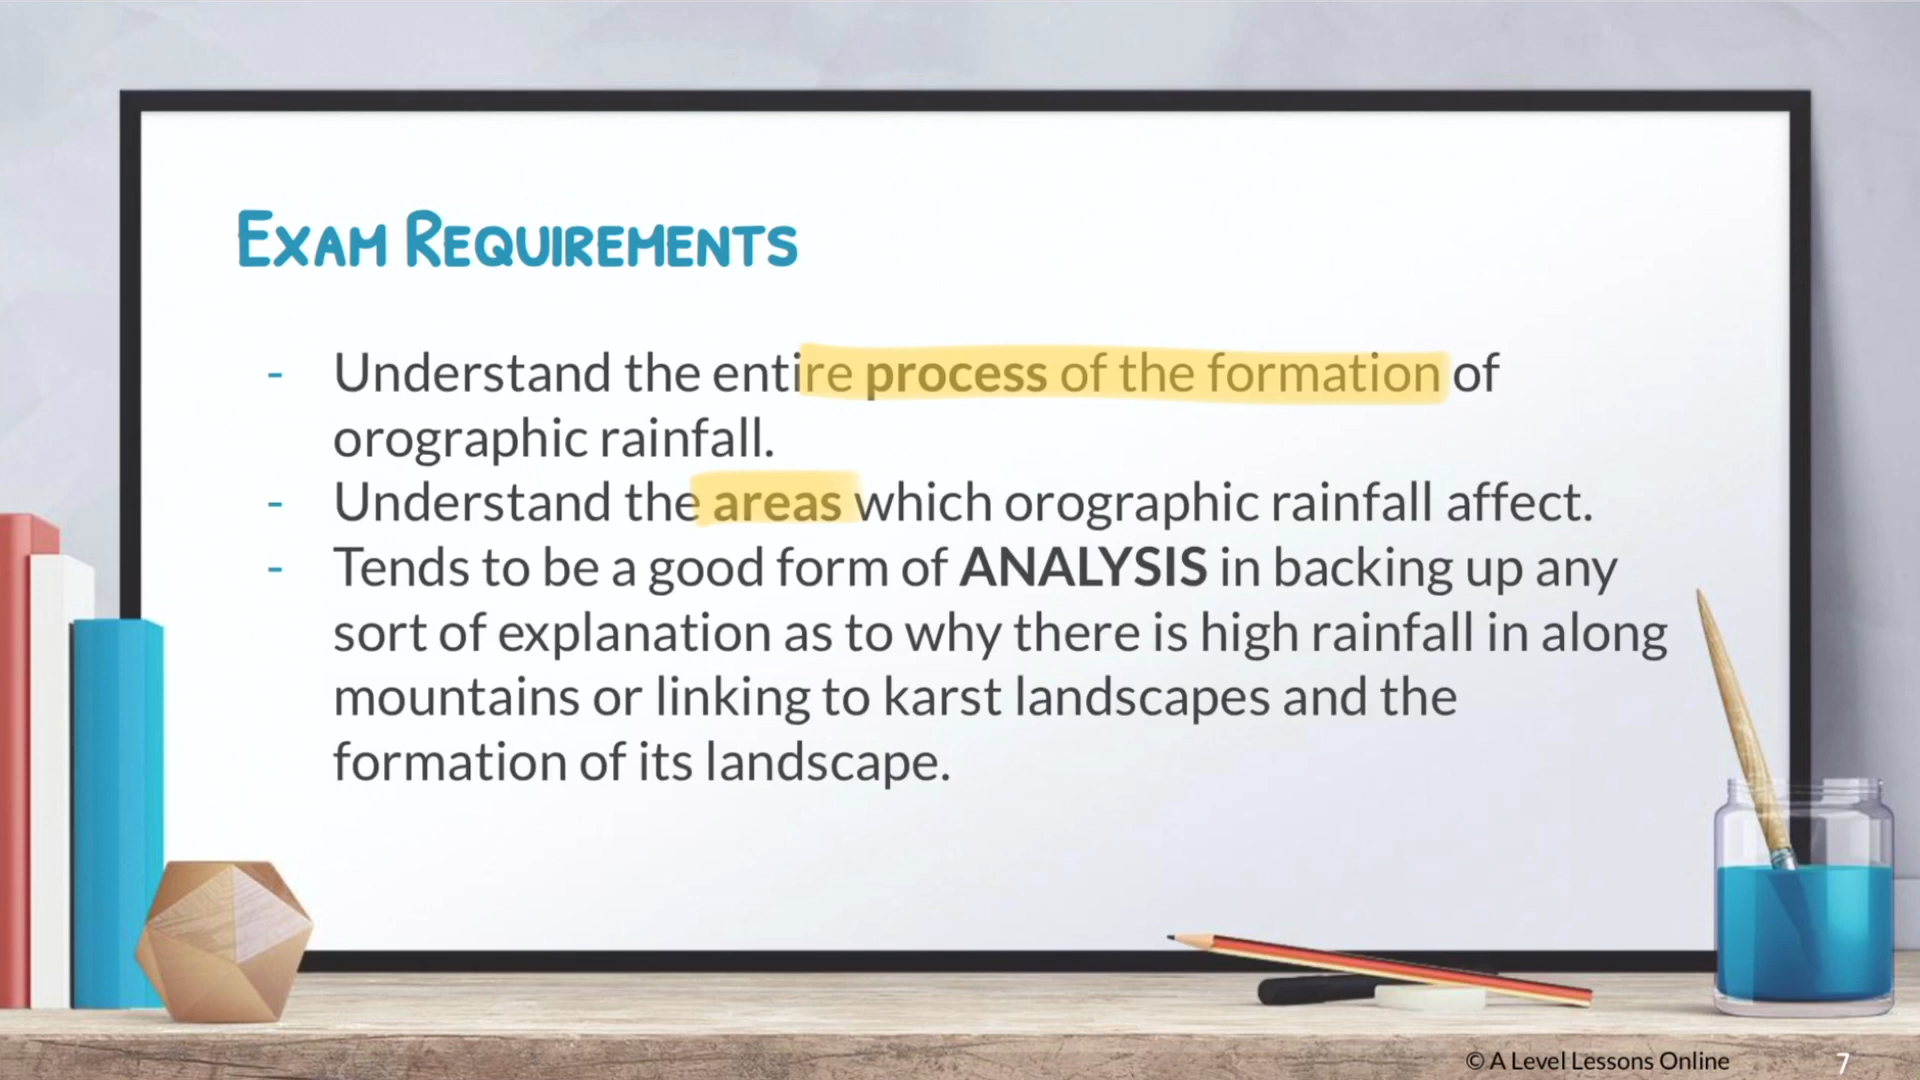 EXAM REQUIREMENTS
- Understand the entire process of the formation of
orographic rainfall.
- Understand the areas which orographic rainfall affect.
- Tends to be a good form of ANALYSIS in backing up any
sort of explanation as to why there is high rainfall in along
mountains or linking to karst landscapes and the
formation of its landscape.
© A Level Lessons Online
7